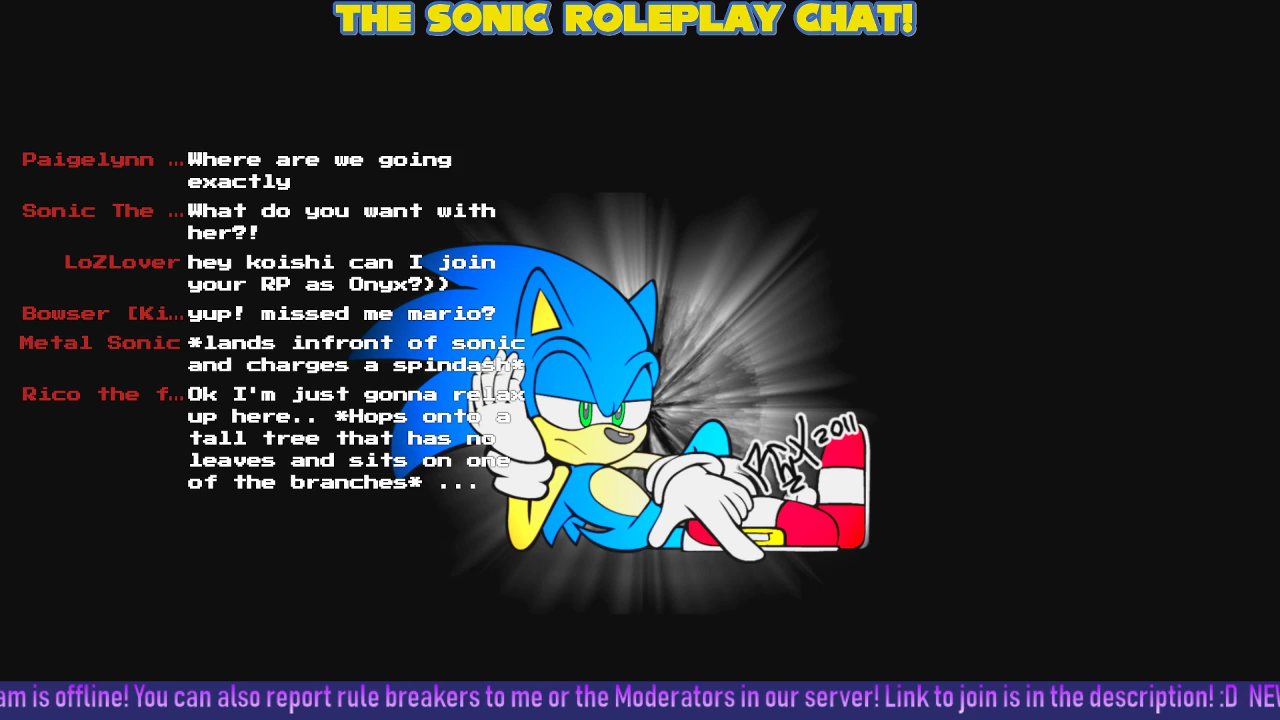 THE SONIC ROLEPLAY CHAT!
Paigelynn ... Where are we going
exactly
Sonic The ... What do you want with
her?!
LoZLover hey koishi can I join
your RP as Onyx?))
Bowser [Ki... yup! missed me mario?
Metal Sonic *lands infront of sonic
and charges a spindash*
Rico the f... Ok I'm just gonna relax
up here.. *Hops onto a
tall tree that has no
leaves and sits on one
of the branches* ...
2011
am is offline! You can also report rule breakers to me or the Moderators in our server! Link to join is in the description! :D NEW